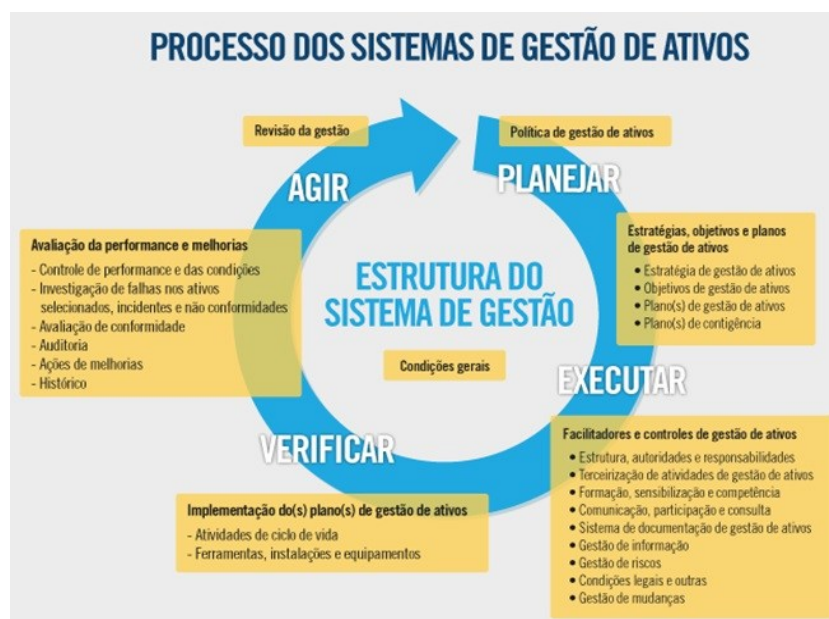 PROCESSO DOS SISTEMAS DE GESTÃO DE ATIVOS
Revisão da gestão
Política de gestão de ativos
AGIR
PLANEJAR
Avaliação da performance e melhorias
- Controle de performance e das condições
- Investigação de falhas nos ativos
selecionados, incidentes e não conformidades
- Avaliação de conformidade
- Auditoria
- Ações de melhorias
- Histórico
Estratégias, objetivos e planos
de gestão de ativos
• Estratégia de gestão de ativos
• Objetivos de gestão de ativos
• Plano(s) de gestão de ativos
• Plano(s) de contigência
ESTRUTURA DO
SISTEMA DE GESTÃO
Condições gerais
EXECUTAR
Facilitadores e controles de gestão de ativos
• Estrutura, autoridades e responsabilidades
• Terceirização de atividades de gestão de ativos
• Formação, sensibilização e competência
• Comunicação, participação e consulta
• Sistema de documentação de gestão de ativos
• Gestão de informação
• Gestão de riscos
• Condições legais e outras
• Gestão de mudanças
VERIFICAR
Implementação do(s) plano(s) de gestão de ativos
- Atividades de ciclo de vida
- Ferramentas, instalações e equipamentos